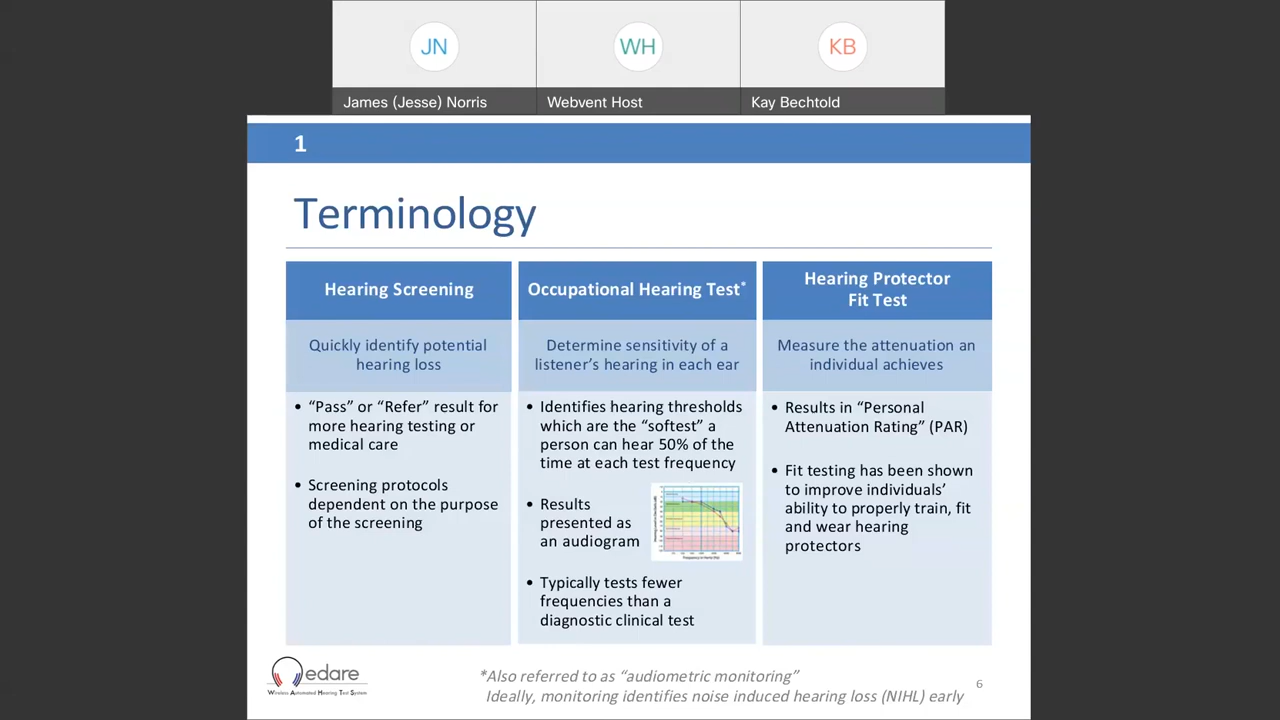 JN
WH
KB
James (Jesse) Norris
Webvent Host
Kay Bechtold
1
Terminology
Hearing Screening
Quickly identify potential
hearing loss
• “Pass” or “Refer” result for
more hearing testing or
medical care
• Screening protocols
dependent on the purpose
of the screening
Occupational Hearing Test*
Determine sensitivity of a
listener’s hearing in each ear
• Identifies hearing thresholds
which are the “softest” a
person can hear 50% of the
time at each test frequency
• Results
presented as
an audiogram
• Typically tests fewer
frequencies than a
diagnostic clinical test
Hearing Protector
Fit Test
Measure the attenuation an
individual achieves
• Results in “Personal
Attenuation Rating” (PAR)
• Fit testing has been shown
to improve individuals’
ability to properly train, fit
and wear hearing
protectors
edare
Wireless Automated Hearing Test System
*Also referred to as “audiometric monitoring”
Ideally, monitoring identifies noise induced hearing loss (NIHL) early
6